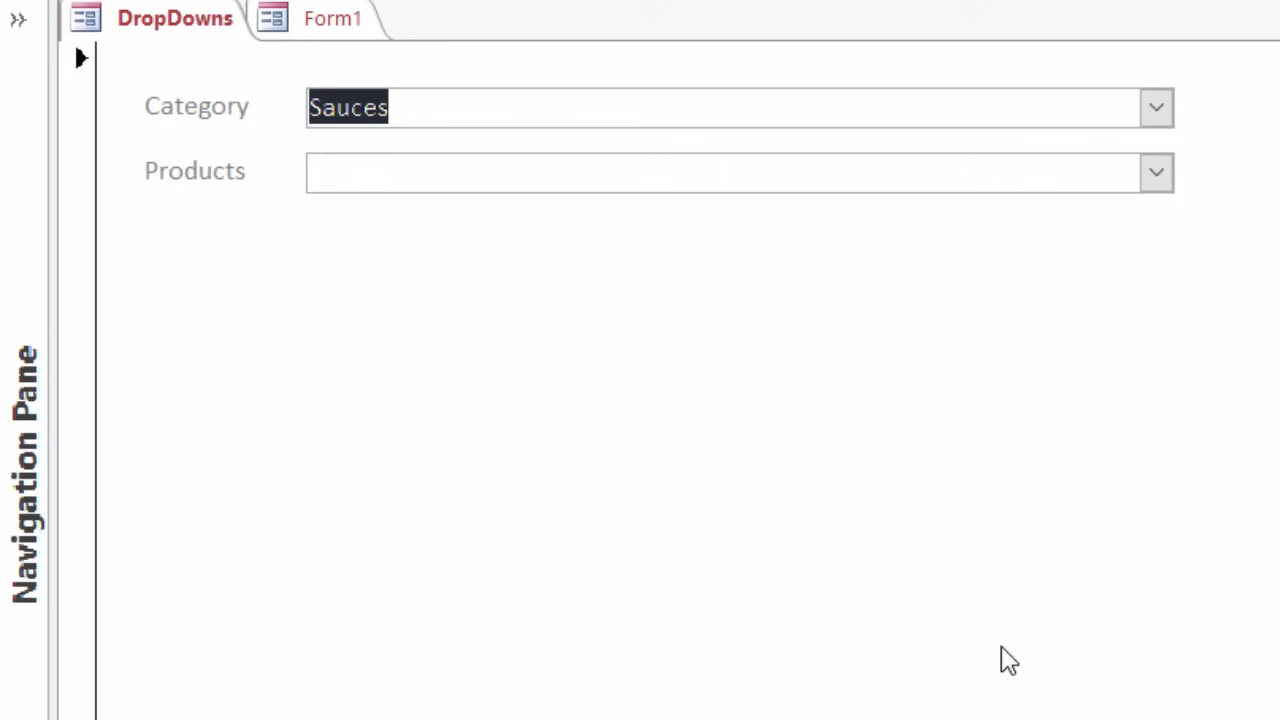 DropDowns
Form1
Category
Sauces
Products
Navigation Pane